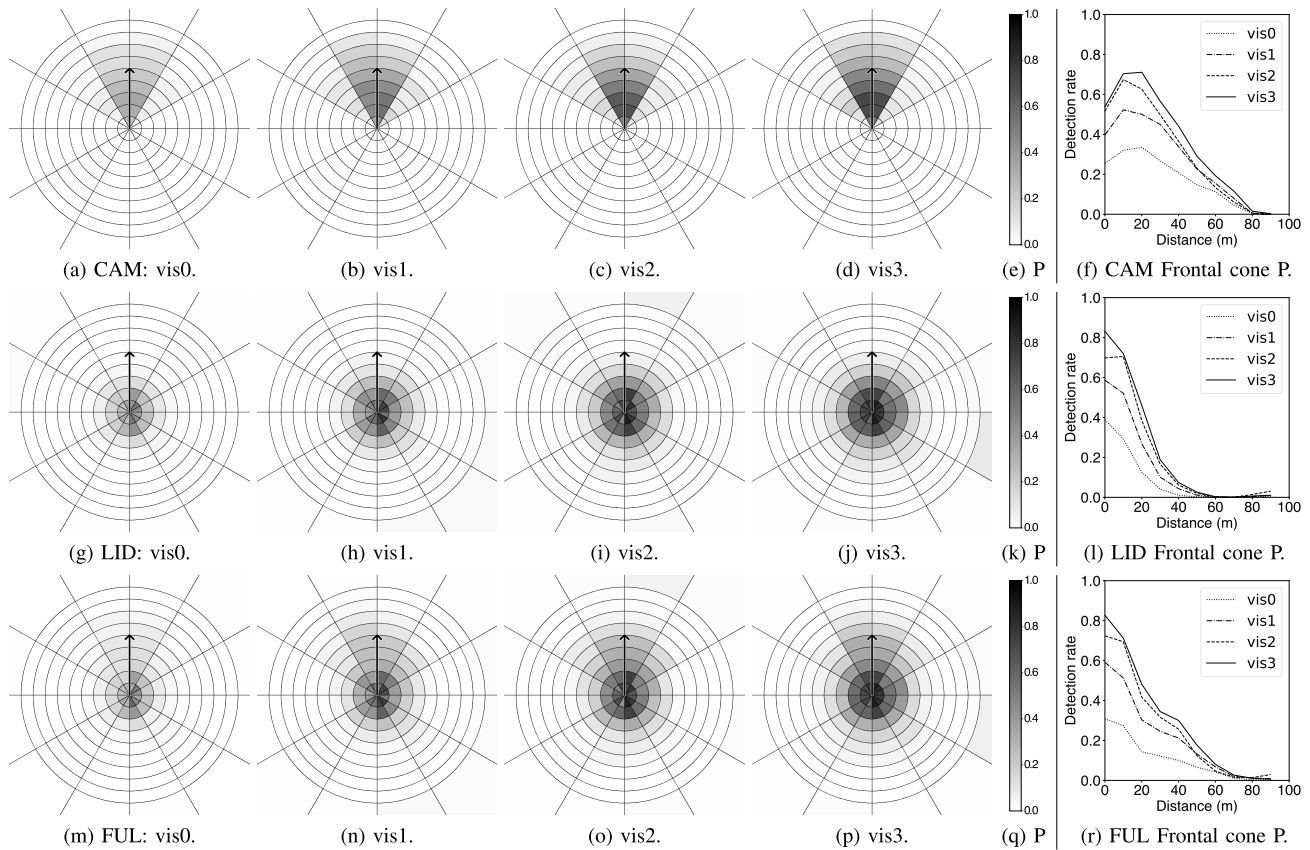 1.0
0.8
0.6
0.4
0.2
0.0
1.0
0.8
0.6
0.4
0.2
0.0
Detection rate
vis0
vis1
vis2
vis3
0 20 40 60 80 100
Distance (m)
(a) CAM: vis0. (b) vis1. (c) vis2. (d) vis3. (e) P (f) CAM Frontal cone P.
1.0
0.8
0.6
0.4
0.2
0.0
1.0
0.8
0.6
0.4
0.2
0.0
Detection rate
vis0
vis1
vis2
vis3
0 20 40 60 80 100
Distance (m)
(g) LID: vis0. (h) vis1. (i) vis2. (j) vis3. (k) P (l) LID Frontal cone P.
1.0
0.8
0.6
0.4
0.2
0.0
1.0
0.8
0.6
0.4
0.2
0.0
Detection rate
vis0
vis1
vis2
vis3
0 20 40 60 80 100
Distance (m)
(m) FUL: vis0. (n) vis1. (o) vis2. (p) vis3. (q) P (r) FUL Frontal cone P.